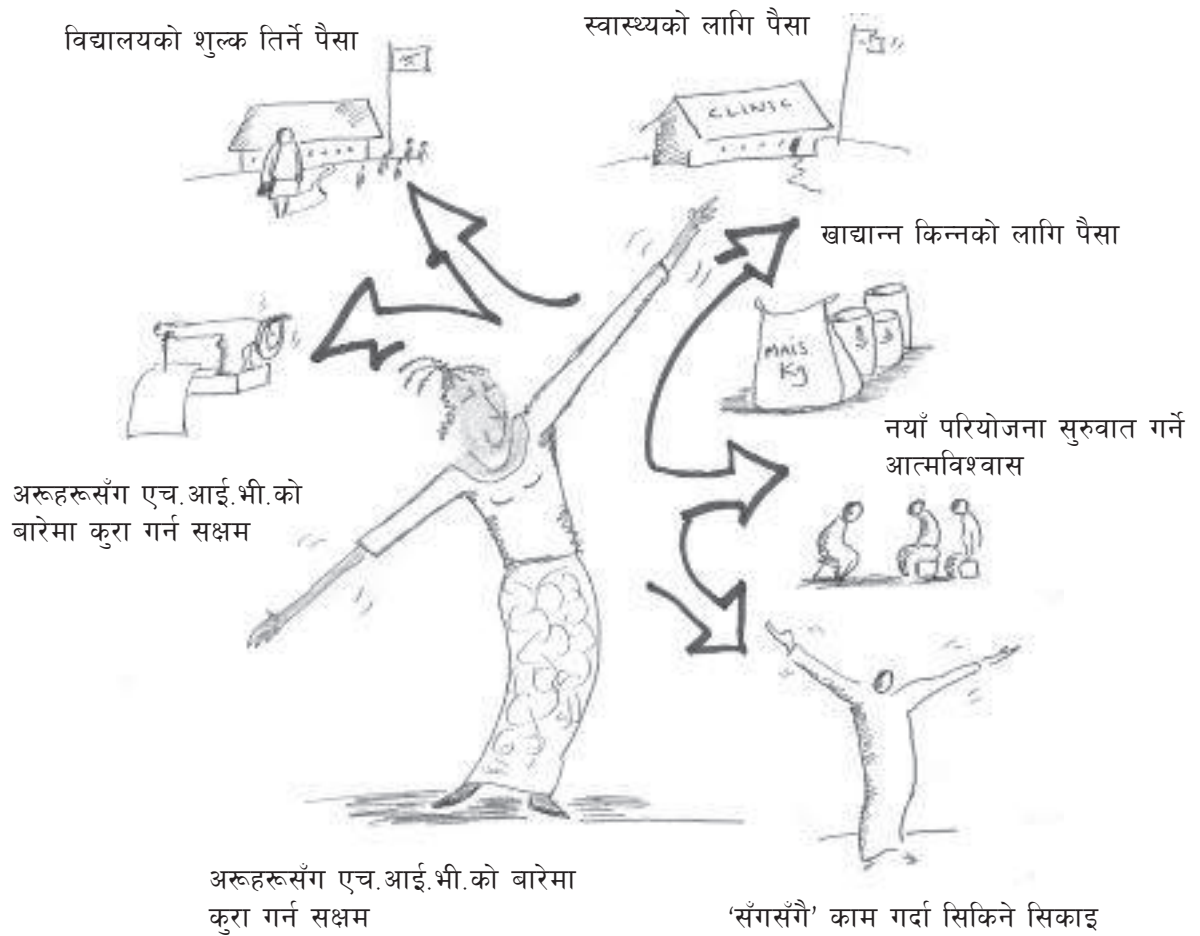 विद्यालयको शुल्क तिर्ने पैसा
स्वास्थ्यको लागि पैसा
CLINIC
खाद्यान्न किन्नको लागि पैसा
MAIS
Kg
नयाँ परियोजना सुरुवात गर्ने
आत्मविश्वास
अरूहरूसँग एच.आई.भी.को
बारेमा कुरा गर्न सक्षम
अरूहरूसँग एच.आई.भी.को बारेमा
कुरा गर्न सक्षम
'सँगसँगै' काम गर्दा सिकिने सिकाइ